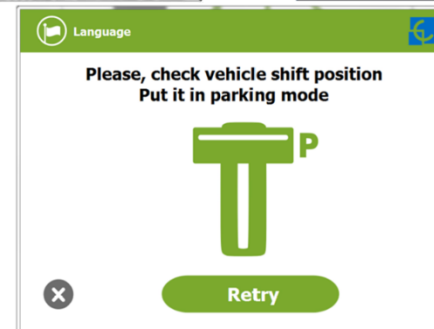 Language
Please, check vehicle shift position
Put it in parking mode
P
Retry